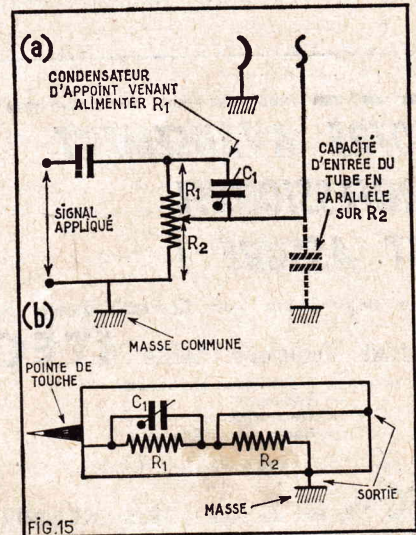 (a)
CONDENSATEUR
D'APPOINT VENANT
ALIMENTER R1
C1
R1
SIGNAL
APPLIQUÉ
R2
CAPACITÉ
D'ENTRÉE DU
TUBE EN
PARALLÈLE
SUR R2
(b)
MASSE COMMUNE
POINTE DE
TOUCHE
C1
R1
R2
MASSE
SORTIE
FIG.15